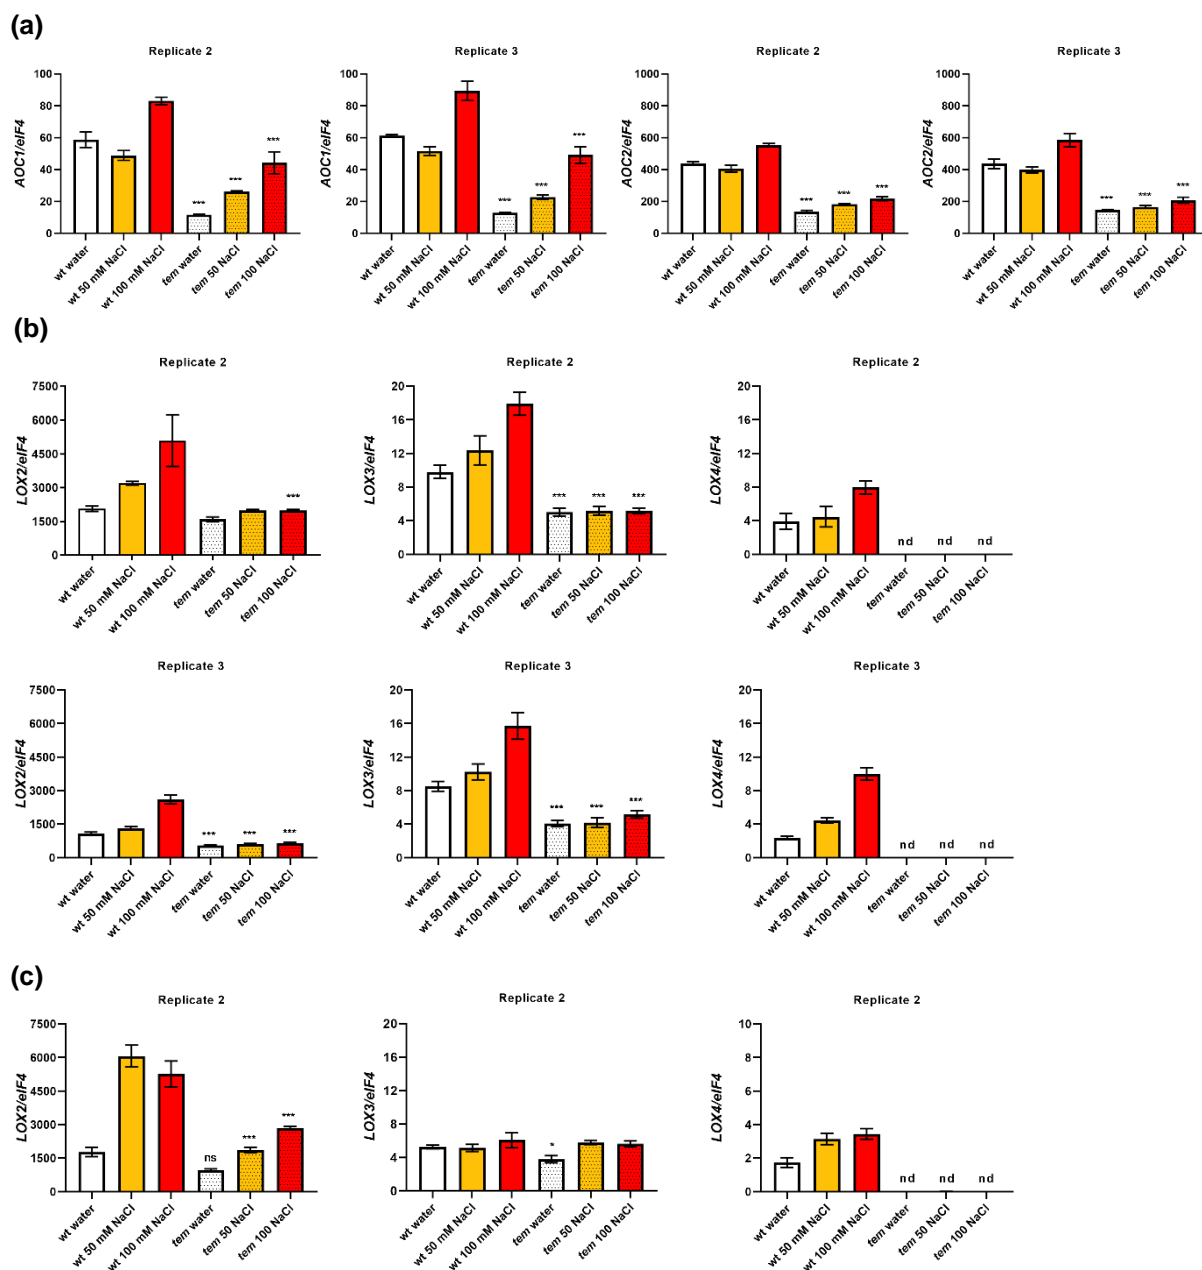 (a)
Replicate 2
AOC1/eIF4
100
80
60
40
20
0
***
***
***
wt water
wt 50 mM NaCl
wt 100 mM NaCl
tem water
tem 50 NaCl
tem 100 NaCl
Replicate 3
AOC1/eIF4
100
80
60
40
20
0
***
***
***
wt water
wt 50 mM NaCl
wt 100 mM NaCl
tem water
tem 50 NaCl
tem 100 NaCl
Replicate 2
AOC2/eIF4
1000
800
600
400
200
0
***
***
***
wt water
wt 50 mM NaCl
wt 100 mM NaCl
tem water
tem 50 NaCl
tem 100 NaCl
Replicate 3
AOC2/eIF4
1000
800
600
400
200
0
***
***
***
wt water
wt 50 mM NaCl
wt 100 mM NaCl
tem water
tem 50 NaCl
tem 100 NaCl
(b)
Replicate 2
LOX2/eIF4
7500
6000
4500
3000
1500
0
***
wt water
wt 50 mM NaCl
wt 100 mM NaCl
tem water
tem 50 NaCl
tem 100 NaCl
Replicate 2
LOX3/eIF4
20
16
12
8
4
0
***
***
***
wt water
wt 50 mM NaCl
wt 100 mM NaCl
tem water
tem 50 NaCl
tem 100 NaCl
Replicate 2
LOX4/eIF4
20
16
12
8
4
0
nd
nd
nd
wt water
wt 50 mM NaCl
wt 100 mM NaCl
tem water
tem 50 NaCl
tem 100 NaCl
Replicate 3
LOX2/eIF4
7500
6000
4500
3000
1500
0
***
***
***
wt water
wt 50 mM NaCl
wt 100 mM NaCl
tem water
tem 50 NaCl
tem 100 NaCl
Replicate 3
LOX3/eIF4
20
16
12
8
4
0
***
***
***
wt water
wt 50 mM NaCl
wt 100 mM NaCl
tem water
tem 50 NaCl
tem 100 NaCl
Replicate 3
LOX4/eIF4
20
16
12
8
4
0
nd
nd
nd
wt water
wt 50 mM NaCl
wt 100 mM NaCl
tem water
tem 50 NaCl
tem 100 NaCl
(c)
Replicate 2
LOX2/eIF4
7500
6000
4500
3000
1500
0
ns
***
***
wt water
wt 50 mM NaCl
wt 100 mM NaCl
tem water
tem 50 NaCl
tem 100 NaCl
Replicate 2
LOX3/eIF4
20
16
12
8
4
0
*
wt water
wt 50 mM NaCl
wt 100 mM NaCl
tem water
tem 50 NaCl
tem 100 NaCl
Replicate 2
LOX4/eIF4
10
8
6
4
2
0
nd
nd
nd
wt water
wt 50 mM NaCl
wt 100 mM NaCl
tem water
tem 50 NaCl
tem 100 NaCl